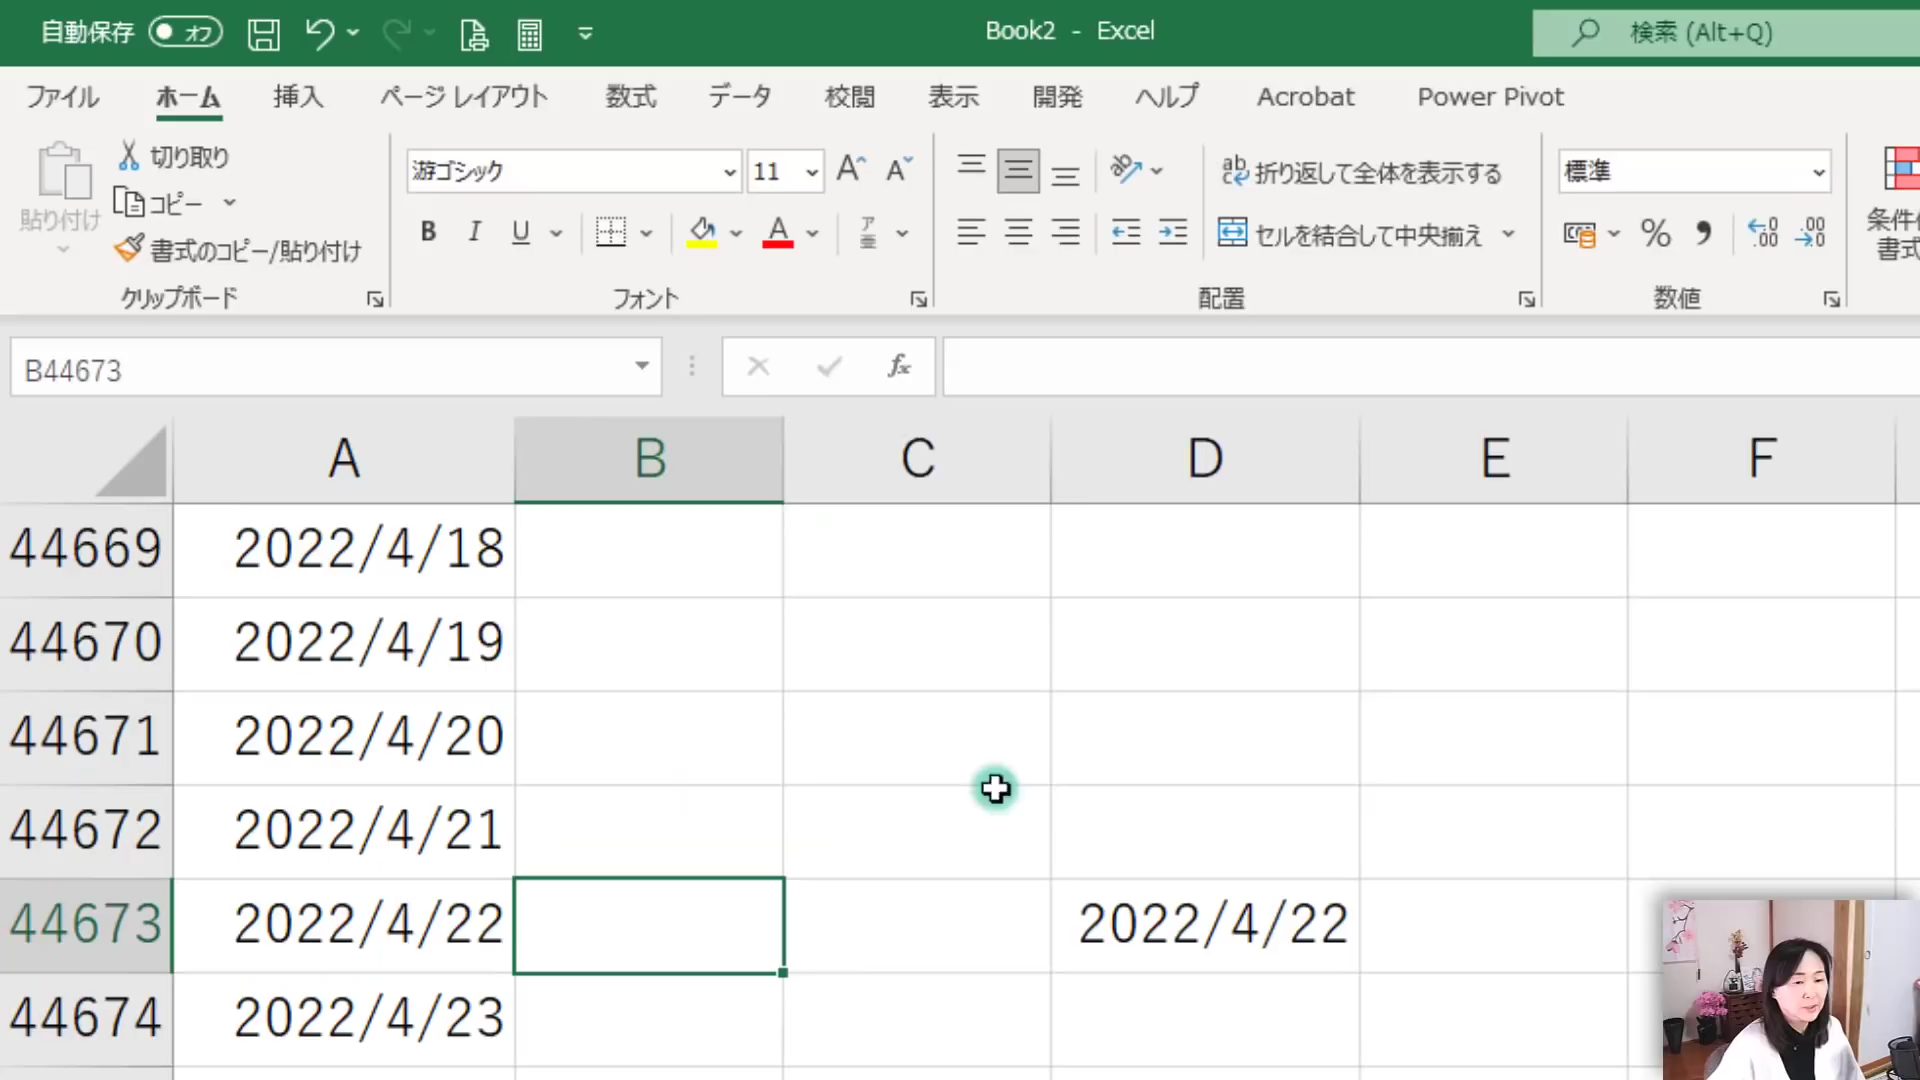 自動保存 オフ
Book2 - Excel
検索 (Alt+Q)
ファイル ホーム 挿入 ページ レイアウト 数式 データ 校閲 表示 開発 ヘルプ Acrobat Power Pivot
貼り付け
切り取り
コピー
書式のコピー/貼り付け
クリップボード
游ゴシック 11
B I U
フォント
折り返して全体を表示する
セルを結合して中央揃え
配置
標準
数値
B44673
A B C D E F
44669 2022/4/18
44670 2022/4/19
44671 2022/4/20
44672 2022/4/21
44673 2022/4/22 2022/4/22
44674 2022/4/23